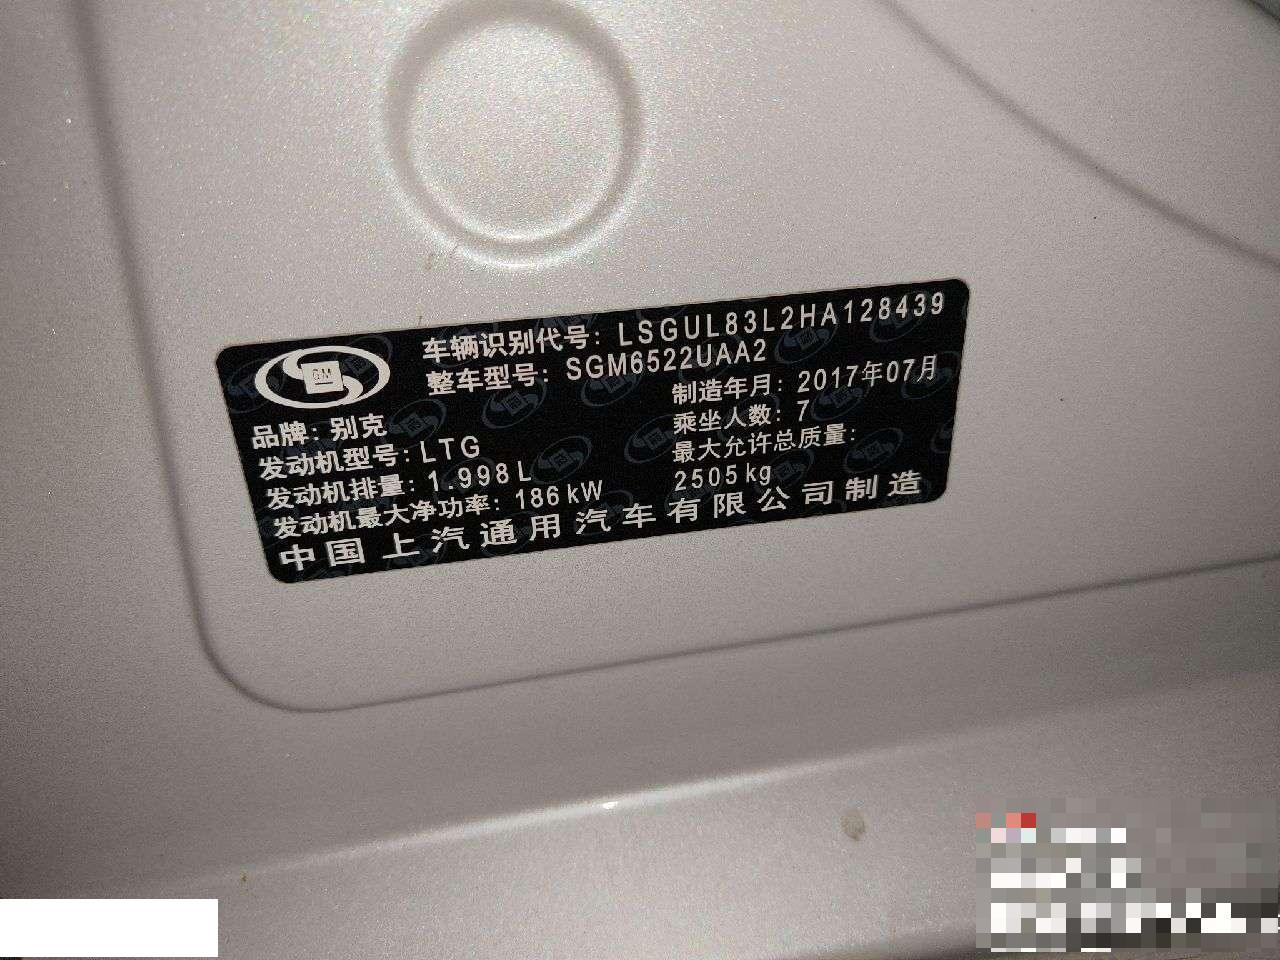 车辆识别代号：LSGUL83L2HA128439
整车型号：SGM6522UAA2
制造年月：2017年07月
品牌：别克
乘坐人数：7
发动机型号：LTG
最大允许总质量：
发动机排量：1.998L
2505kg
发动机最大净功率：186kW
中国上汽通用汽车有限公司制造
GM